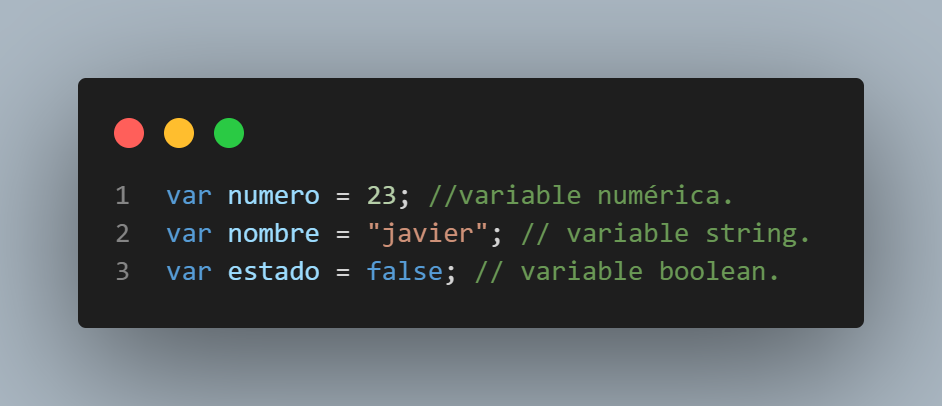 1 var numero = 23; //variable numérica.
2 var nombre = "javier"; // variable string.
3 var estado = false; // variable boolean.